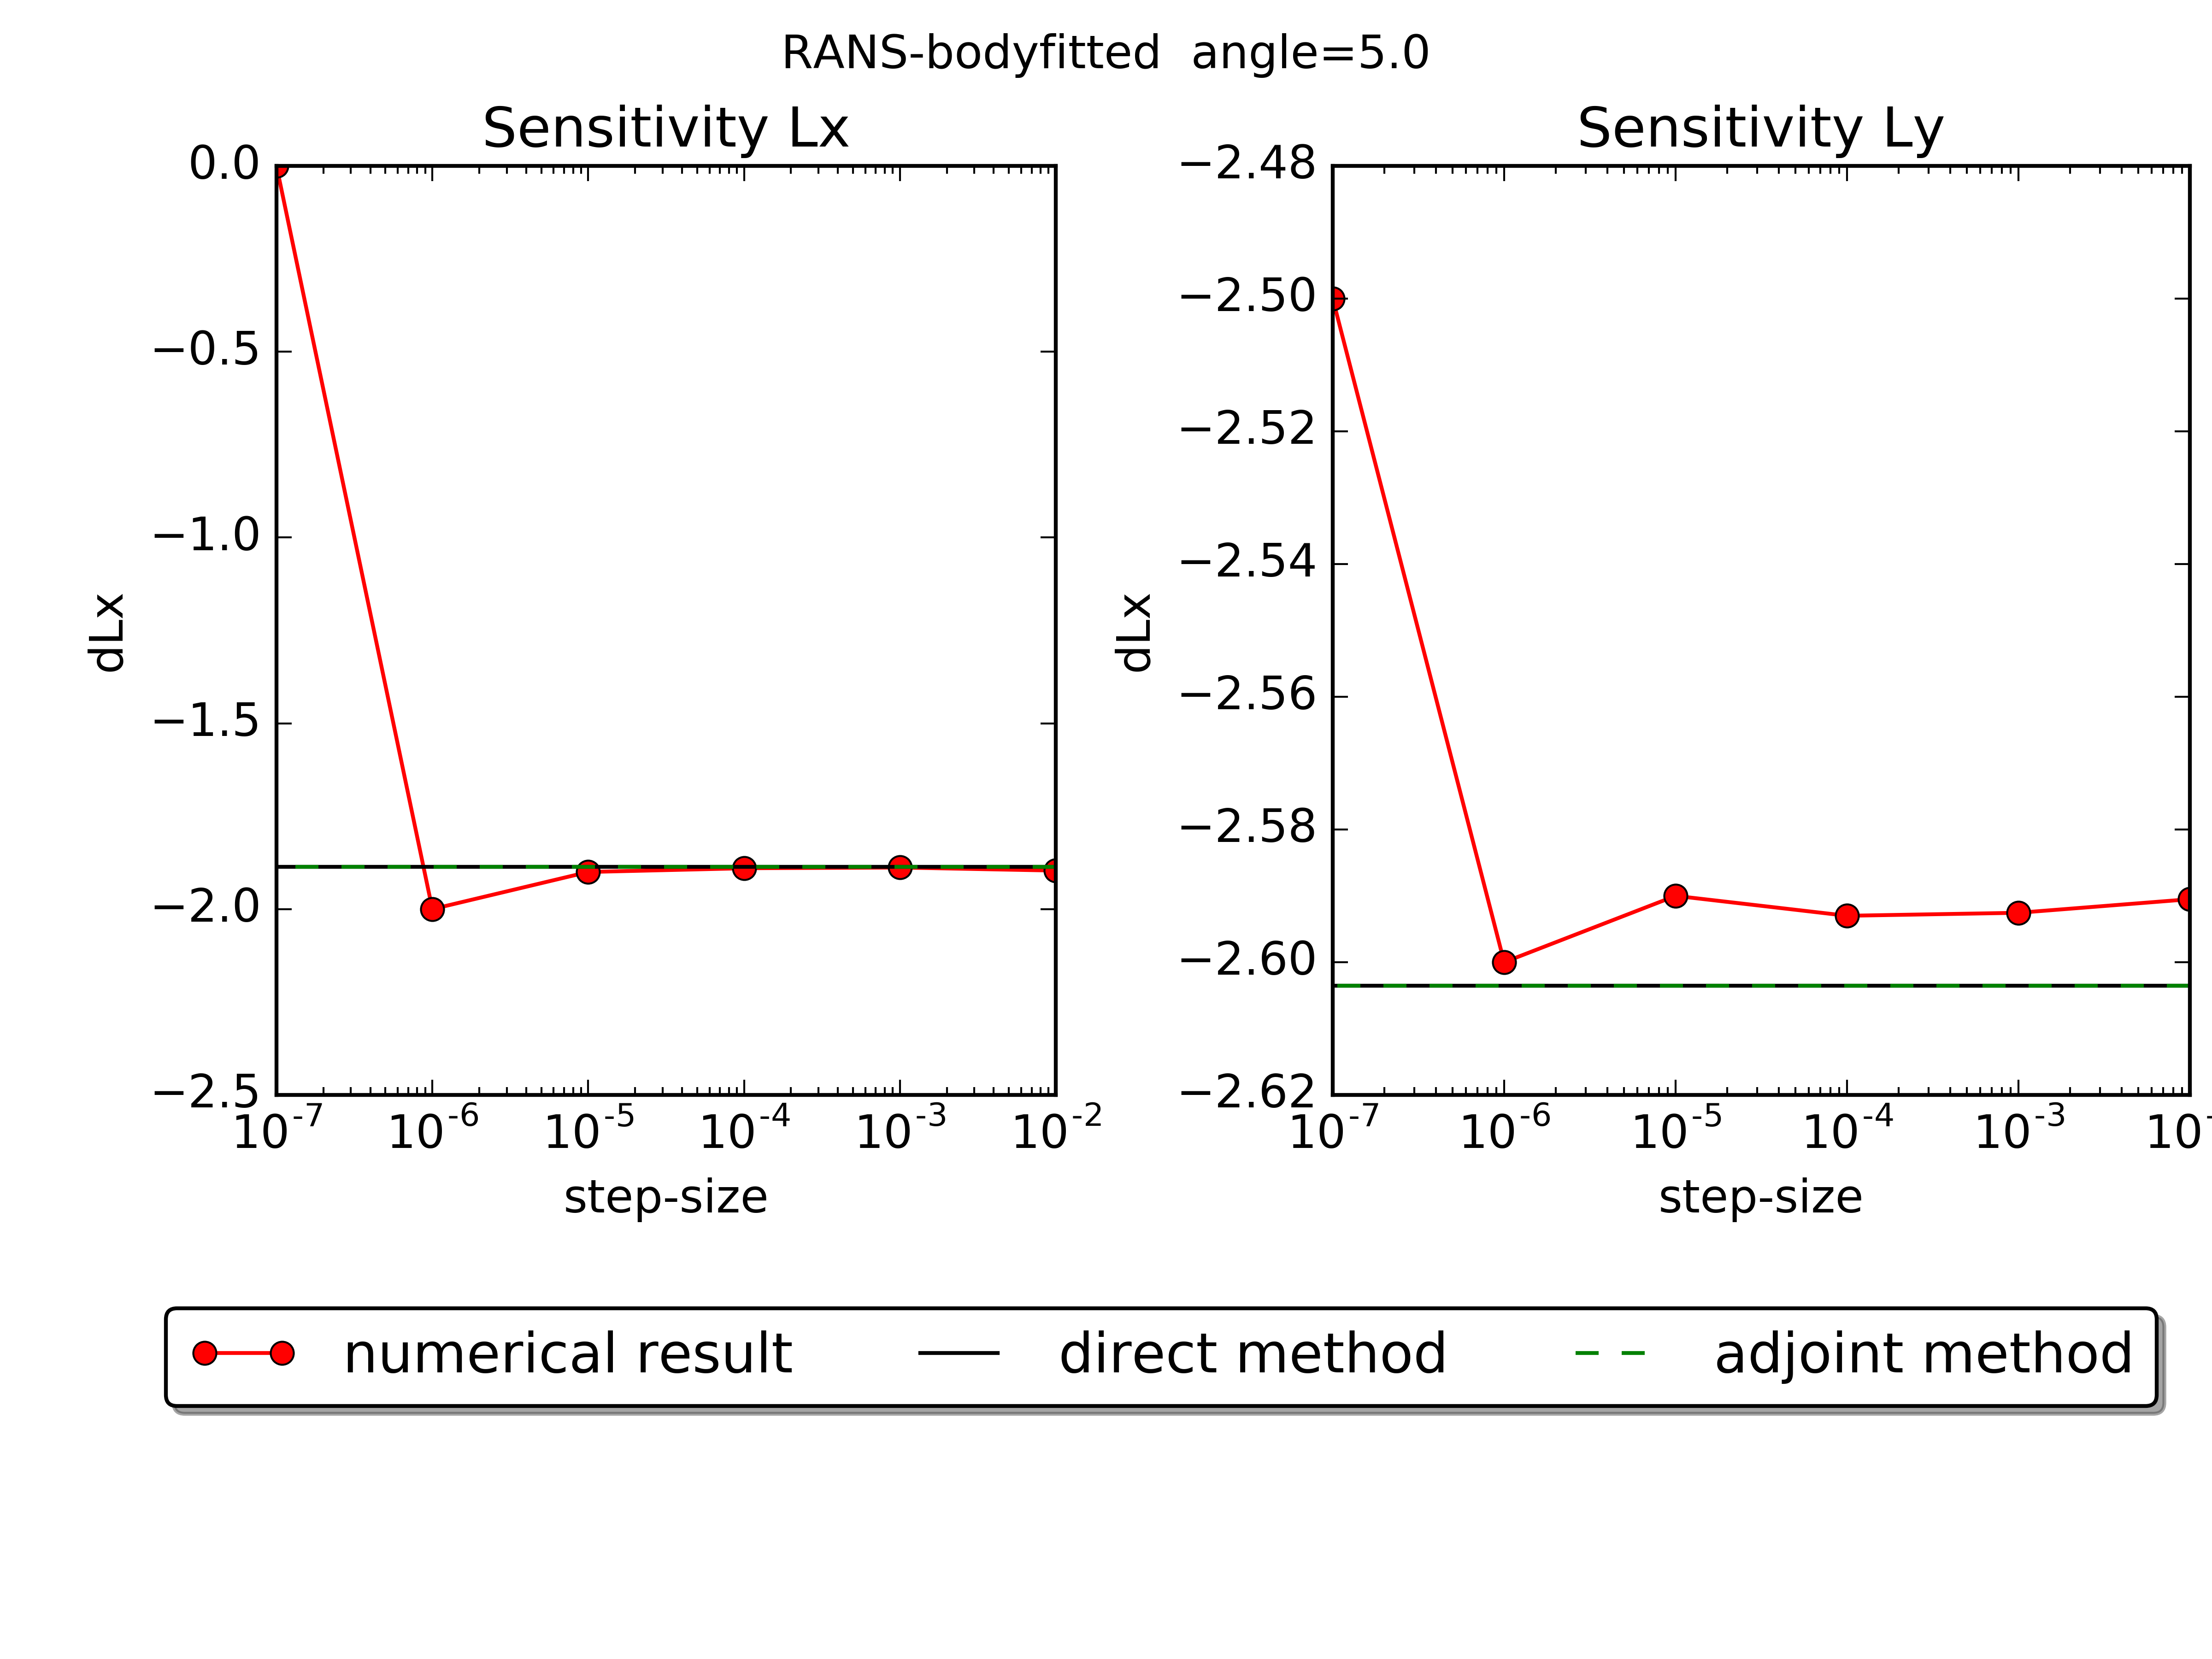 RANS-bodyfitted  angle=5.0
Sensitivity Lx
0.0
−0.5
−1.0
−1.5
−2.0
−2.5
dLx
10^-7 10^-6 10^-5 10^-4 10^-3 10^-2
step-size
Sensitivity Ly
−2.48
−2.50
−2.52
−2.54
−2.56
−2.58
−2.60
−2.62
dLx
10^-7 10^-6 10^-5 10^-4 10^-3 10^-
step-size
numerical result direct method adjoint method